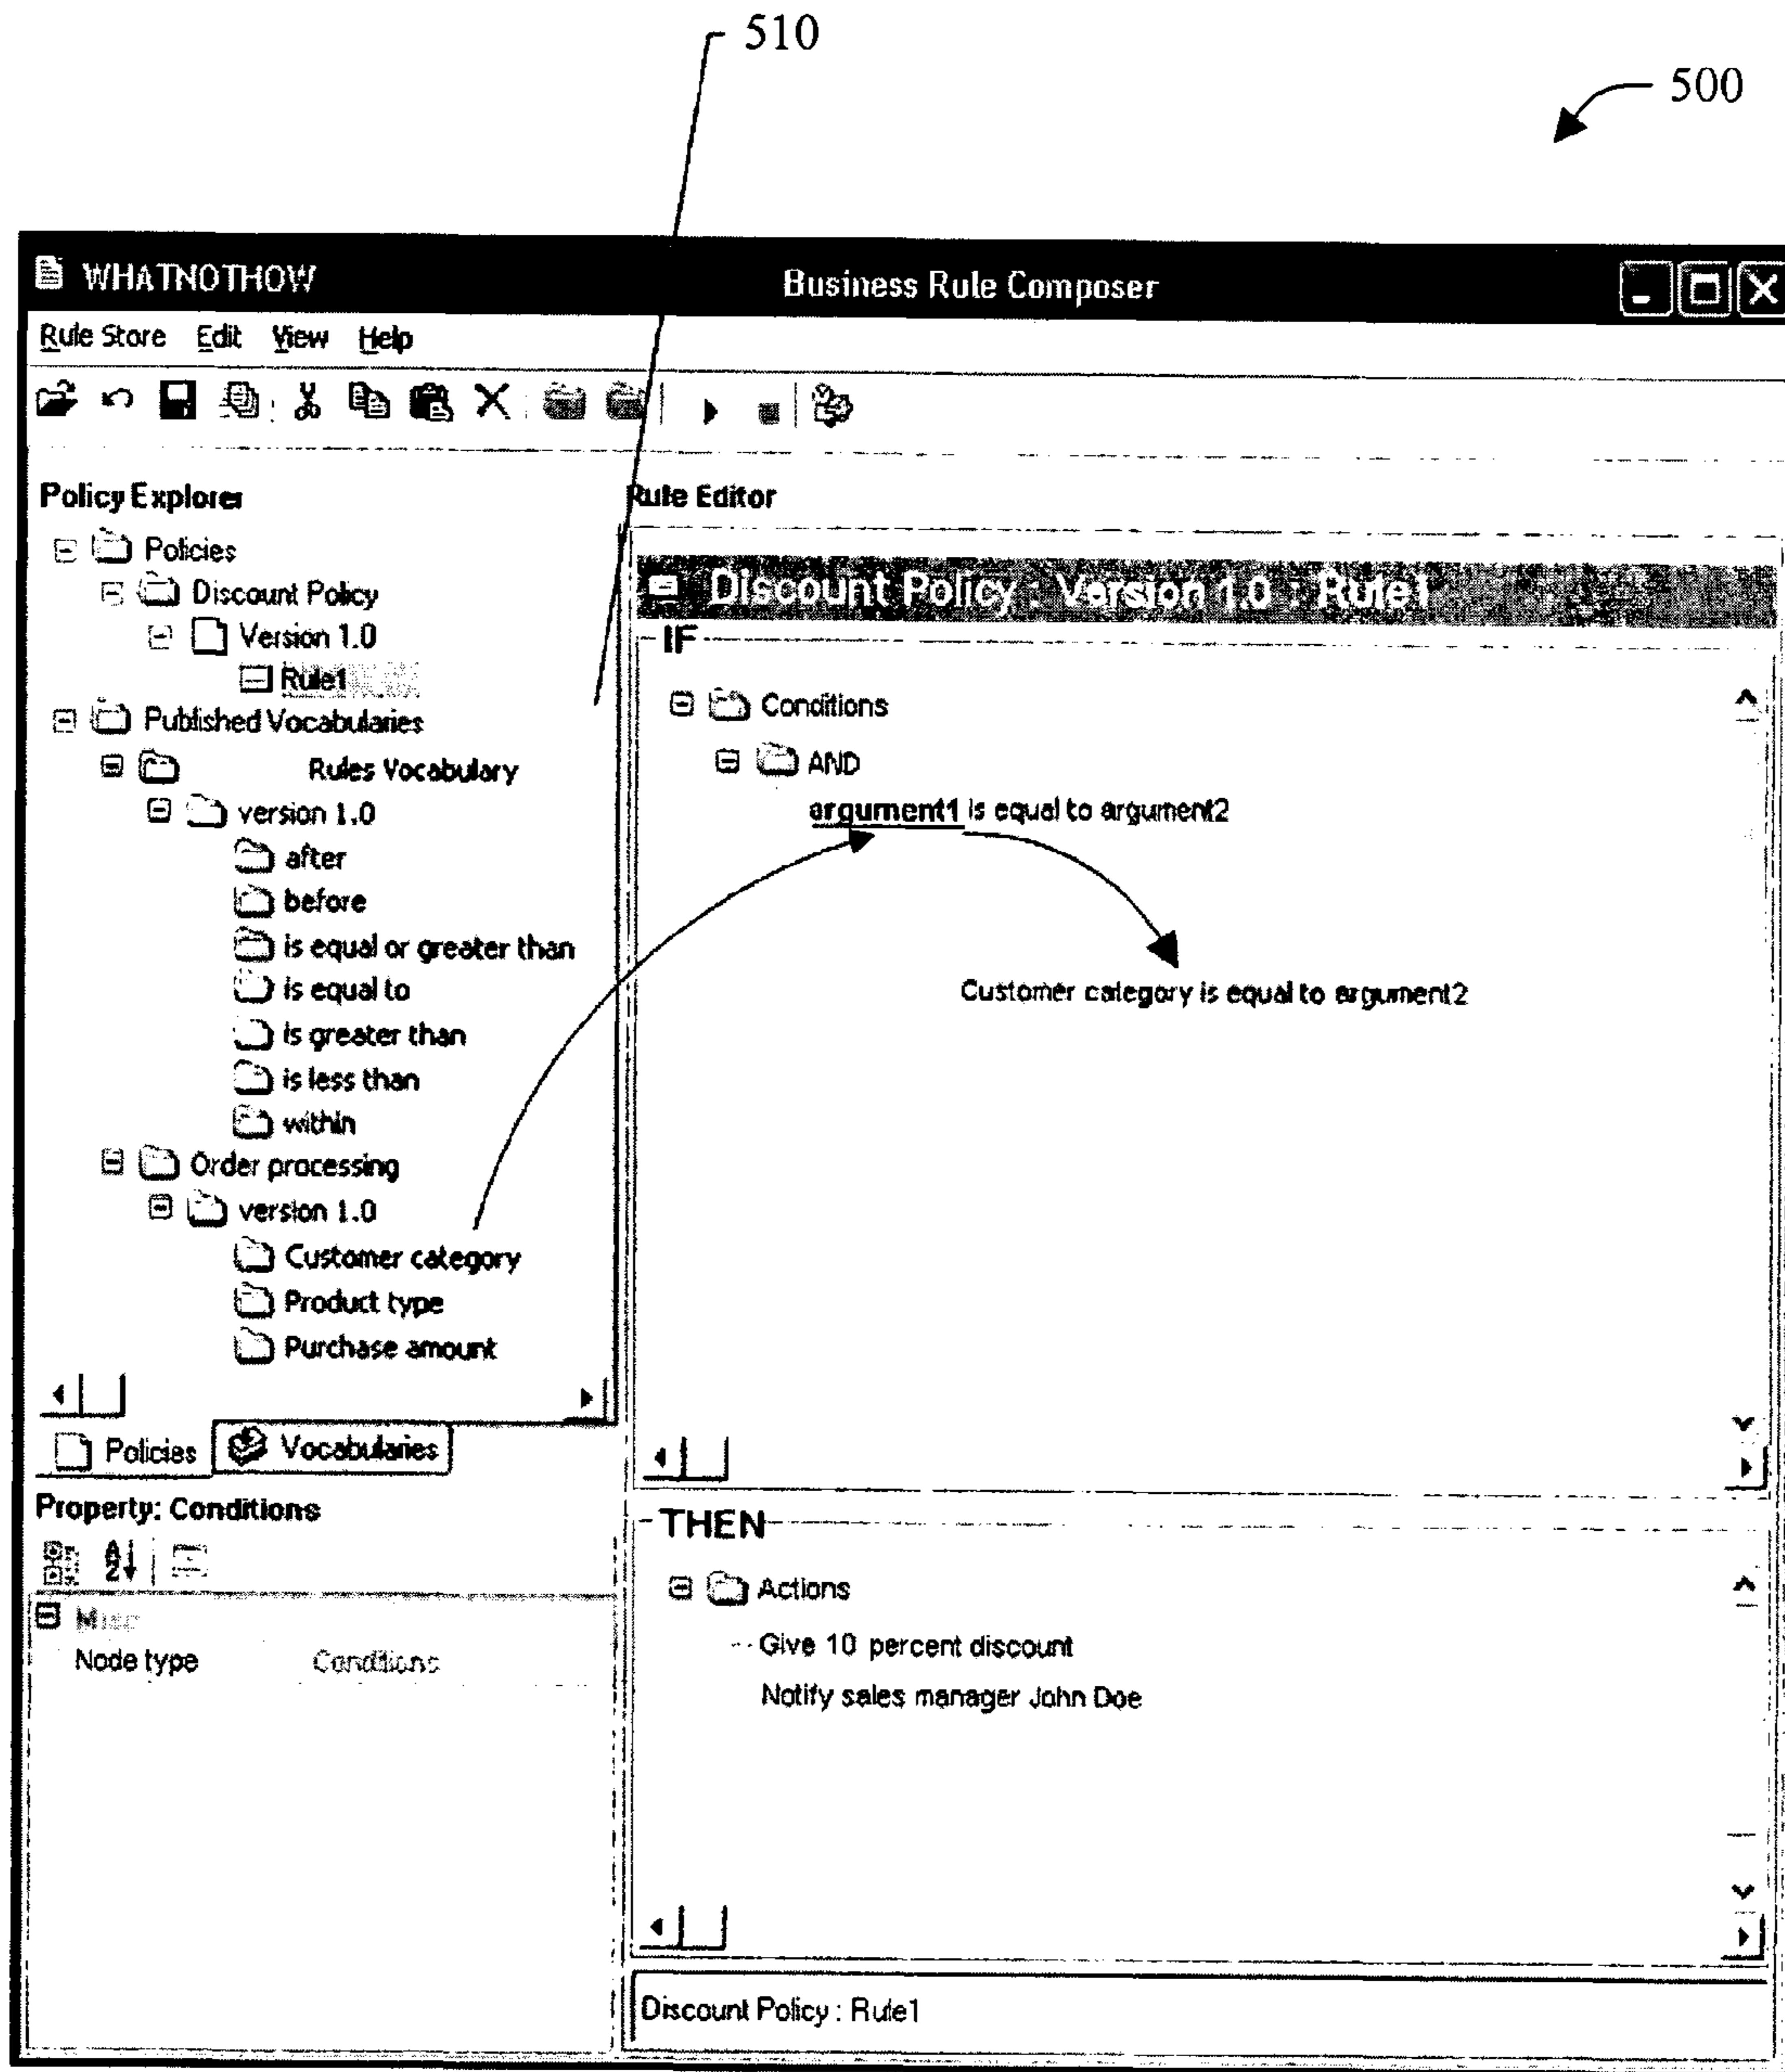 510
500
WHATNOTHOW Business Rule Composer
Rule Store Edit View Help
Policy Explorer
Policies
Discount Policy
Version 1.0
Rule1
Published Vocabularies
Rules Vocabulary
version 1.0
after
before
is equal or greater than
is equal to
is greater than
is less than
within
Order processing
version 1.0
Customer category
Product type
Purchase amount
Policies Vocabularies
Property: Conditions
Misc
Node type Conditions
Rule Editor
Discount Policy : Version 1.0 : Rule1
IF
Conditions
AND
argument1 is equal to argument2
Customer category is equal to argument2
THEN
Actions
Give 10 percent discount
Notify sales manager John Doe
Discount Policy : Rule1